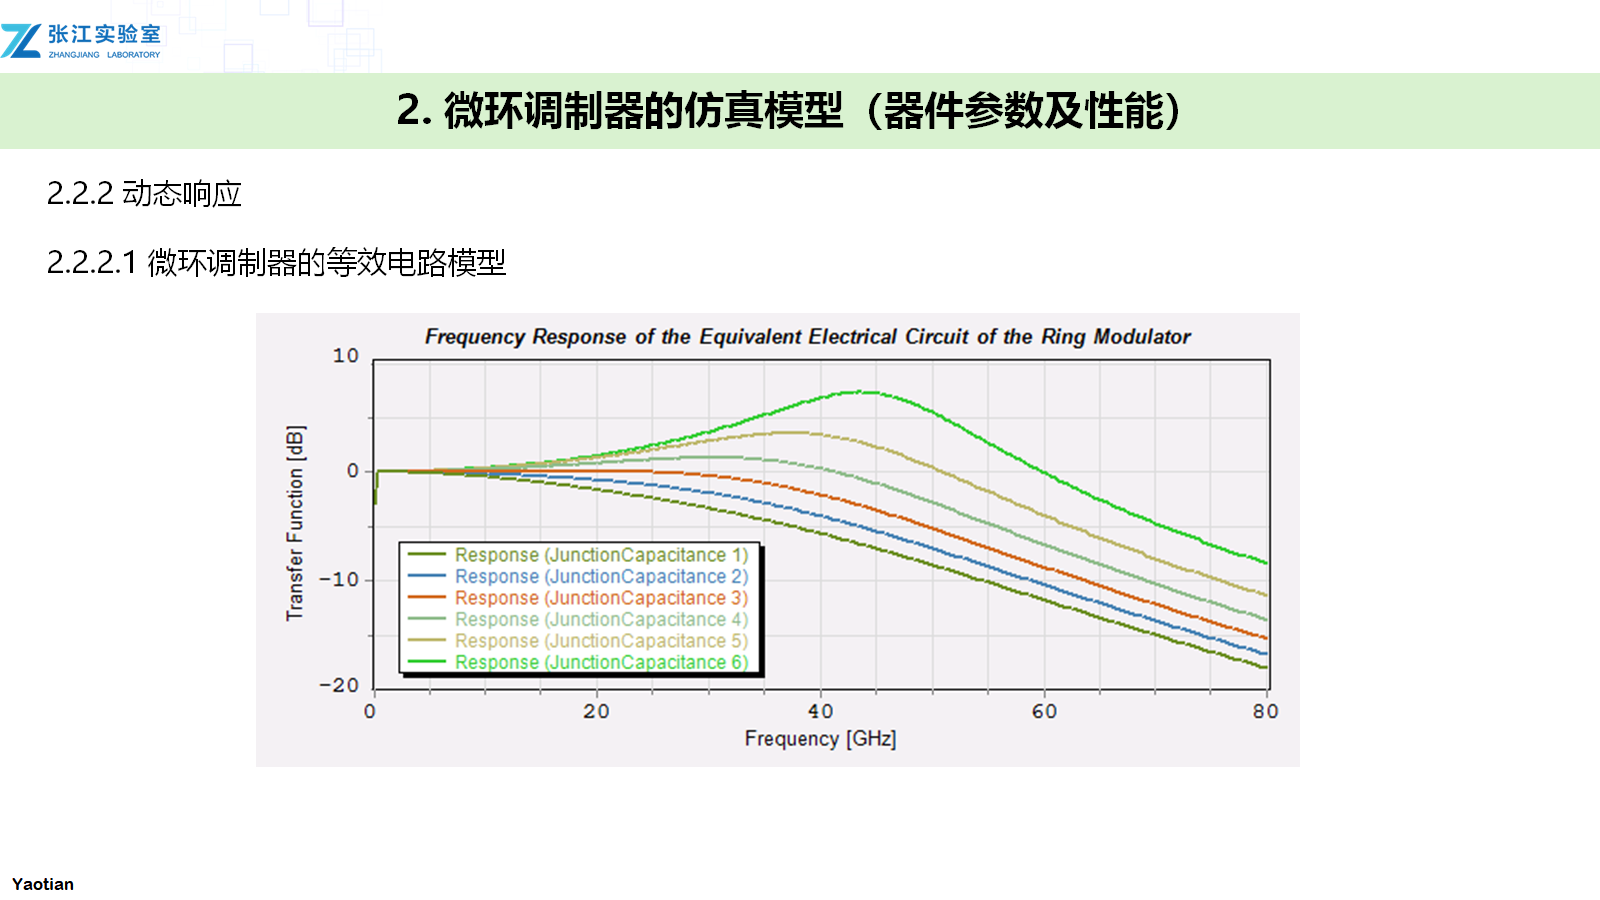 张江实验室
ZHANGJIANG LABORATORY
2. 微环调制器的仿真模型（器件参数及性能）
2.2.2 动态响应
2.2.2.1 微环调制器的等效电路模型
Frequency Response of the Equivalent Electrical Circuit of the Ring Modulator
10
0
-10
-20
Transfer Function [dB]
Response (JunctionCapacitance 1)
Response (JunctionCapacitance 2)
Response (JunctionCapacitance 3)
Response (JunctionCapacitance 4)
Response (JunctionCapacitance 5)
Response (JunctionCapacitance 6)
0 20 40 60 80
Frequency [GHz]
Yaotian